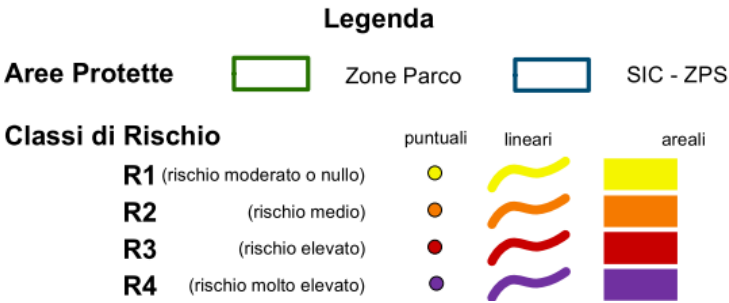 Legenda
Aree Protette Zone Parco SIC - ZPS
Classi di Rischio puntuali lineari areali
R1 (rischio moderato o nullo)
R2 (rischio medio)
R3 (rischio elevato)
R4 (rischio molto elevato)